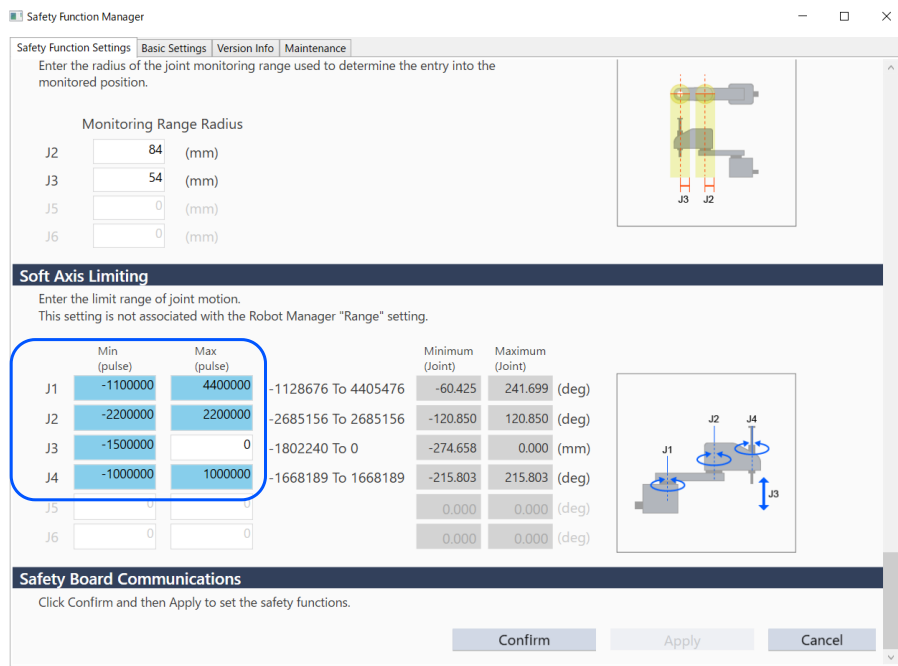 Safety Function Manager
Safety Function Settings Basic Settings Version Info Maintenance
Enter the radius of the joint monitoring range used to determine the entry into the
monitored position.
Monitoring Range Radius
J2 84 (mm)
J3 54 (mm)
J5 0 (mm)
J6 0 (mm)
J3 J2
Soft Axis Limiting
Enter the limit range of joint motion.
This setting is not associated with the Robot Manager "Range" setting.
Min Max Minimum Maximum
(pulse) (pulse) (Joint) (Joint)
J1 -1100000 4400000 -1128676 To 4405476 -60.425 241.699 (deg)
J2 -2200000 2200000 -2685156 To 2685156 -120.850 120.850 (deg)
J3 -1500000 0 -1802240 To 0 -274.658 0.000 (mm)
J4 -1000000 1000000 -1668189 To 1668189 -215.803 215.803 (deg)
J5 0 0 0.000 0.000 (deg)
J6 0 0 0.000 0.000 (deg)
J2 J4
J1
J3
Safety Board Communications
Click Confirm and then Apply to set the safety functions.
Confirm Apply Cancel